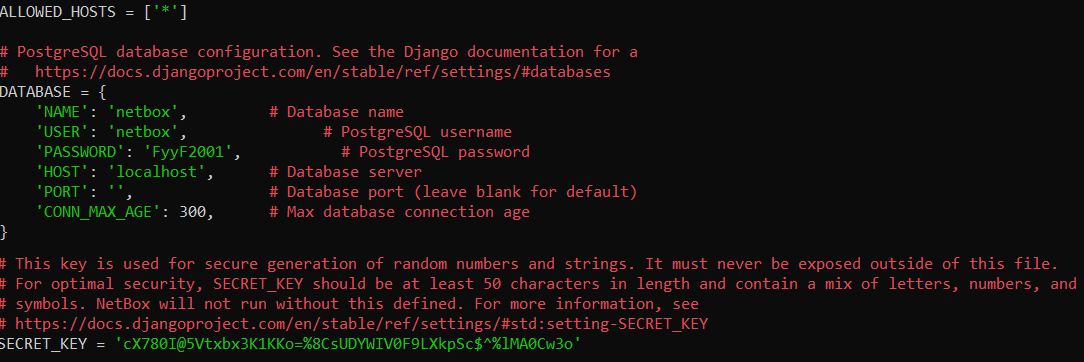 ALLOWED_HOSTS = ['*']
# PostgreSQL database configuration. See the Django documentation for a
#   https://docs.djangoproject.com/en/stable/ref/settings/#databases
DATABASE = {
    'NAME': 'netbox',         # Database name
    'USER': 'netbox',               # PostgreSQL username
    'PASSWORD': 'FyyF2001',           # PostgreSQL password
    'HOST': 'localhost',      # Database server
    'PORT': '',               # Database port (leave blank for default)
    'CONN_MAX_AGE': 300,      # Max database connection age
}
# This key is used for secure generation of random numbers and strings. It must never be exposed outside of this file.
# For optimal security, SECRET_KEY should be at least 50 characters in length and contain a mix of letters, numbers, and
# symbols. NetBox will not run without this defined. For more information, see
# https://docs.djangoproject.com/en/stable/ref/settings/#std:setting-SECRET_KEY
SECRET_KEY = 'cX780I@5Vtxbx3K1KKo=%8CsUDYWIV0F9LXkpSc$^%lMA0Cw3o'